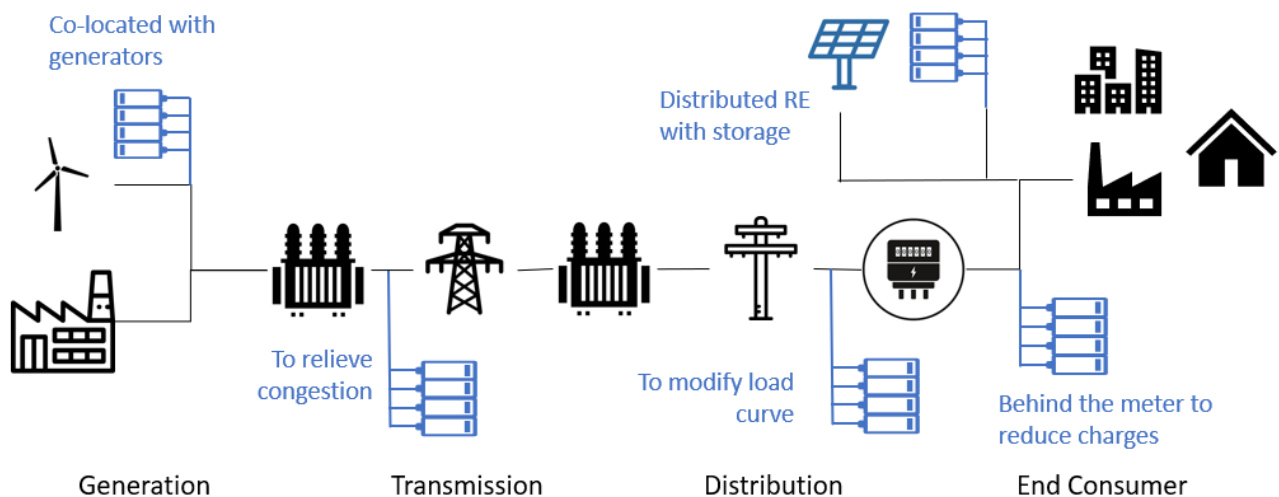 Co-located with
generators
Distributed RE
with storage
000000
To relieve
congestion
To modify load
curve
Behind the meter to
reduce charges
Generation
Transmission
Distribution
End Consumer